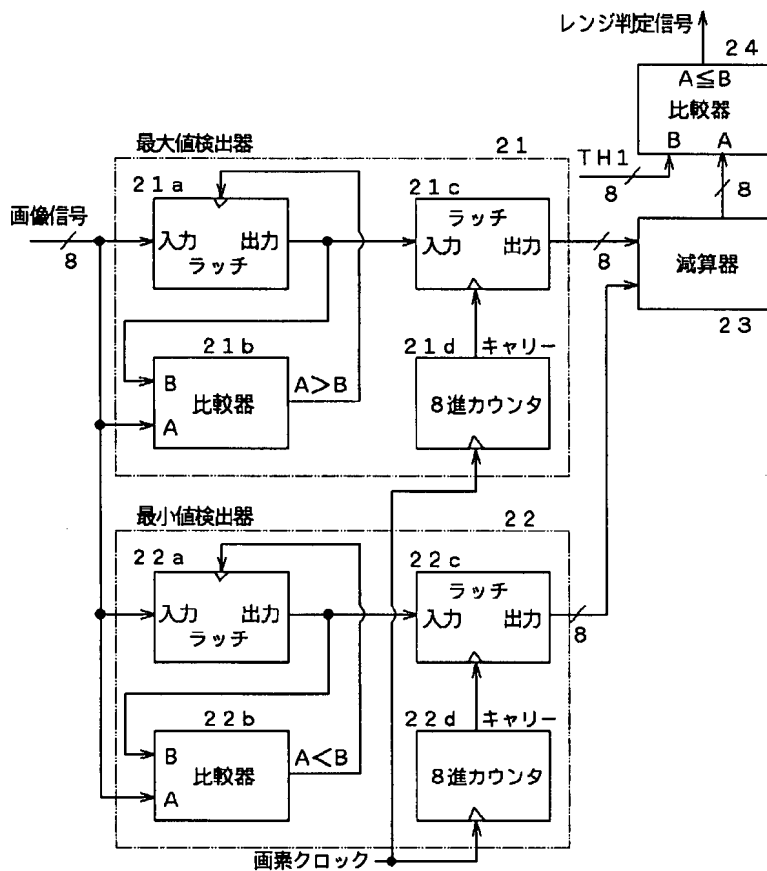 レンジ判定信号
24
A≦B
比較器
B A
TH1
8
8
最大値検出器
21
21a
21c
画像信号
8
入力 出力
ラッチ
ラッチ
入力 出力
8
減算器
23
21b
21d キャリー
B
A
比較器
A>B
8進カウンタ
最小値検出器
22
22a
22c
入力 出力
ラッチ
ラッチ
入力 出力
8
22b
22d キャリー
B
A
比較器
A<B
8進カウンタ
画素クロック